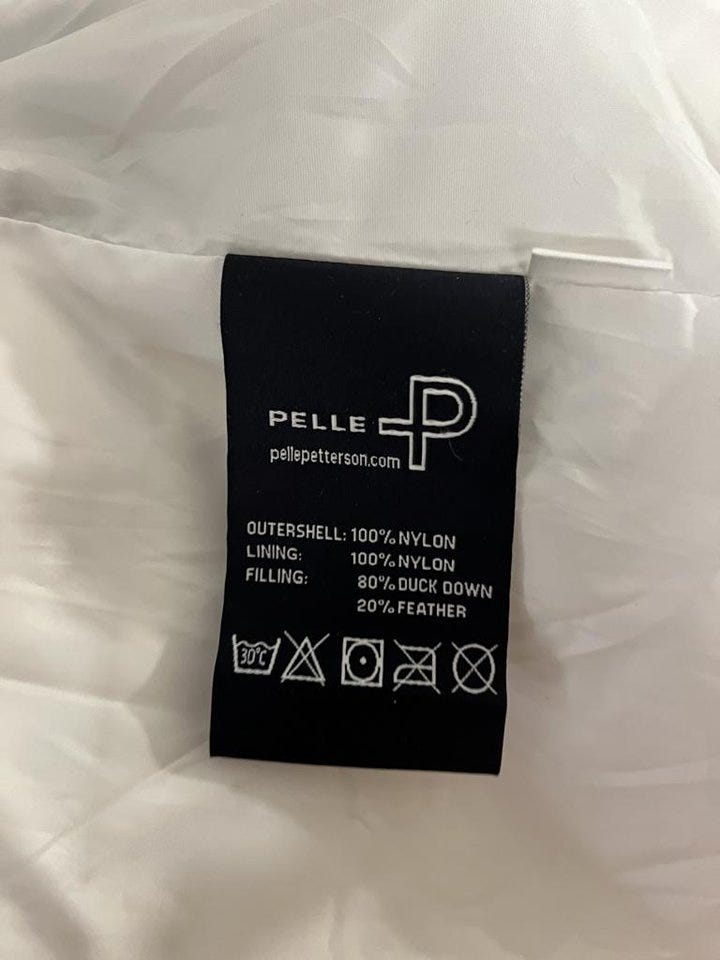 PELLE P
pellepetterson.com
OUTERSHELL: 100% NYLON
LINING: 100% NYLON
FILLING: 80% DUCK DOWN
20% FEATHER
30°C